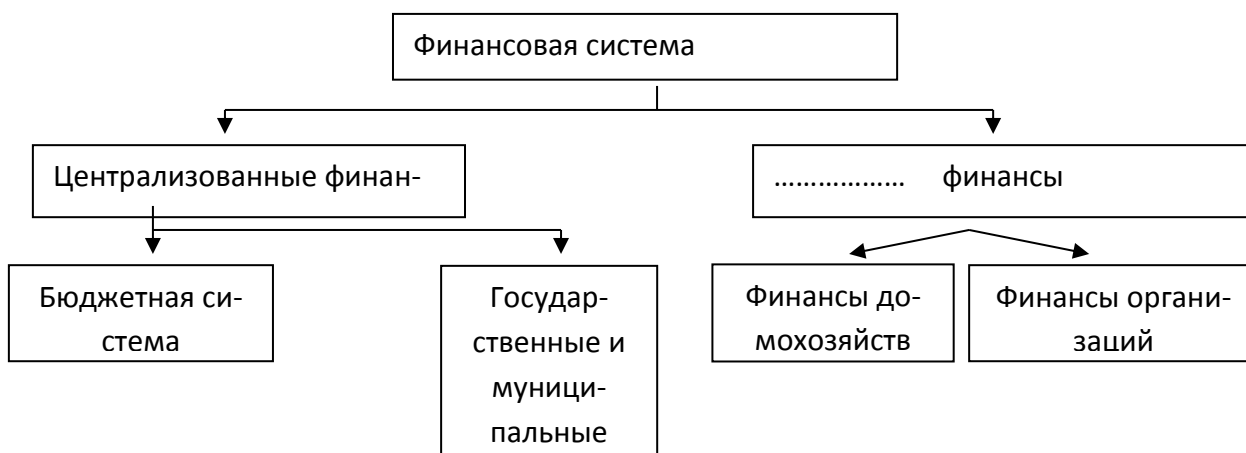 Финансовая система
Централизованные финан-
……………… финансы
Бюджетная си-
стема
Государ-
ственные и
муници-
пальные
Финансы до-
мохозяйств
Финансы органи-
заций